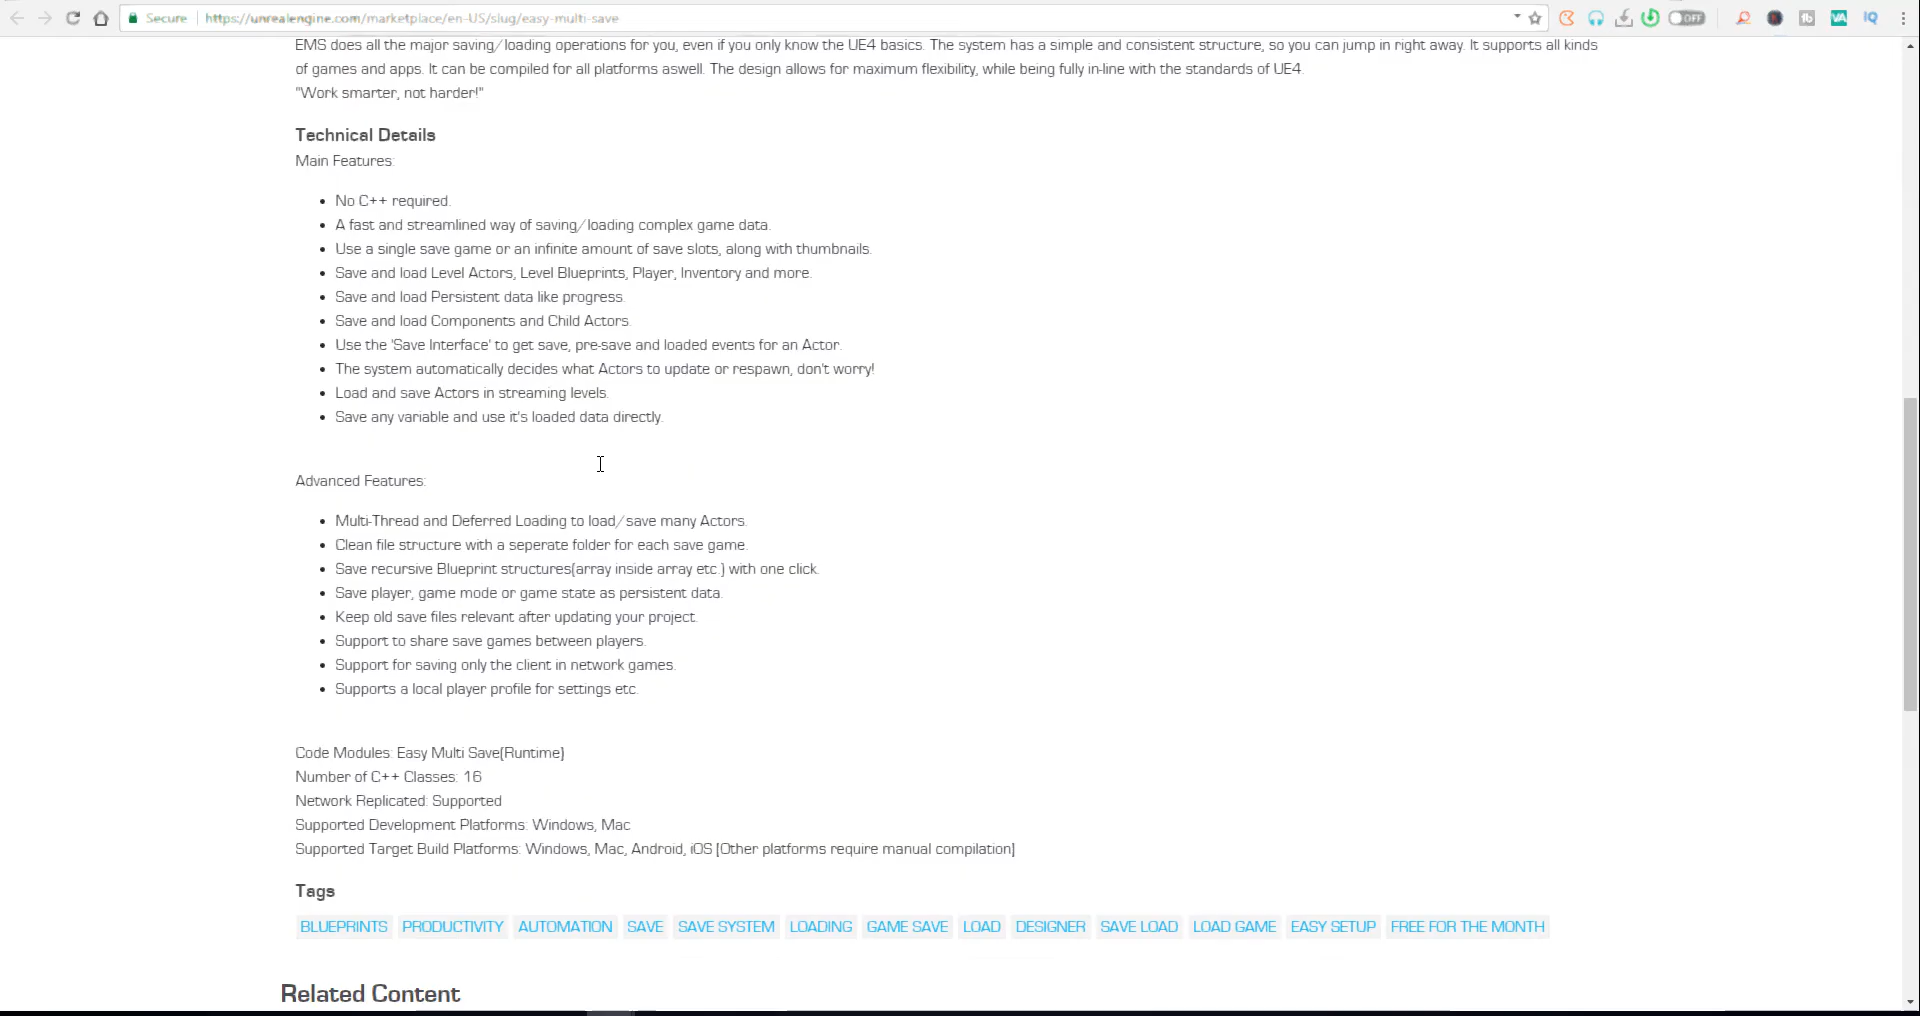 Secure https://unrealengine.com/marketplace/en-US/slug/easy-multi-save
OFF
tb
VA
IQ
EMS does all the major saving/loading operations for you, even if you only know the UE4 basics. The system has a simple and consistent structure, so you can jump in right away. It supports all kinds
of games and apps. It can be compiled for all platforms aswell. The design allows for maximum flexibility, while being fully in-line with the standards of UE4.
"Work smarter, not harder!"
Technical Details
Main Features:
• No C++ required.
• A fast and streamlined way of saving/loading complex game data.
• Use a single save game or an infinite amount of save slots, along with thumbnails.
• Save and load Level Actors, Level Blueprints, Player, Inventory and more.
• Save and load Persistent data like progress.
• Save and load Components and Child Actors.
• Use the 'Save Interface' to get save, pre-save and loaded events for an Actor.
• The system automatically decides what Actors to update or respawn, don't worry!
• Load and save Actors in streaming levels.
• Save any variable and use it's loaded data directly.
Advanced Features:
• Multi-Thread and Deferred Loading to load/save many Actors.
• Clean file structure with a seperate folder for each save game.
• Save recursive Blueprint structures(array inside array etc.) with one click.
• Save player, game mode or game state as persistent data.
• Keep old save files relevant after updating your project.
• Support to share save games between players.
• Support for saving only the client in network games.
• Supports a local player profile for settings etc.
Code Modules: Easy Multi Save(Runtime)
Number of C++ Classes: 16
Network Replicated: Supported
Supported Development Platforms: Windows, Mac
Supported Target Build Platforms: Windows, Mac, Android, iOS [Other platforms require manual compilation]
Tags
BLUEPRINTS PRODUCTIVITY AUTOMATION SAVE SAVE SYSTEM LOADING GAME SAVE LOAD DESIGNER SAVE LOAD LOAD GAME EASY SETUP FREE FOR THE MONTH
Related Content